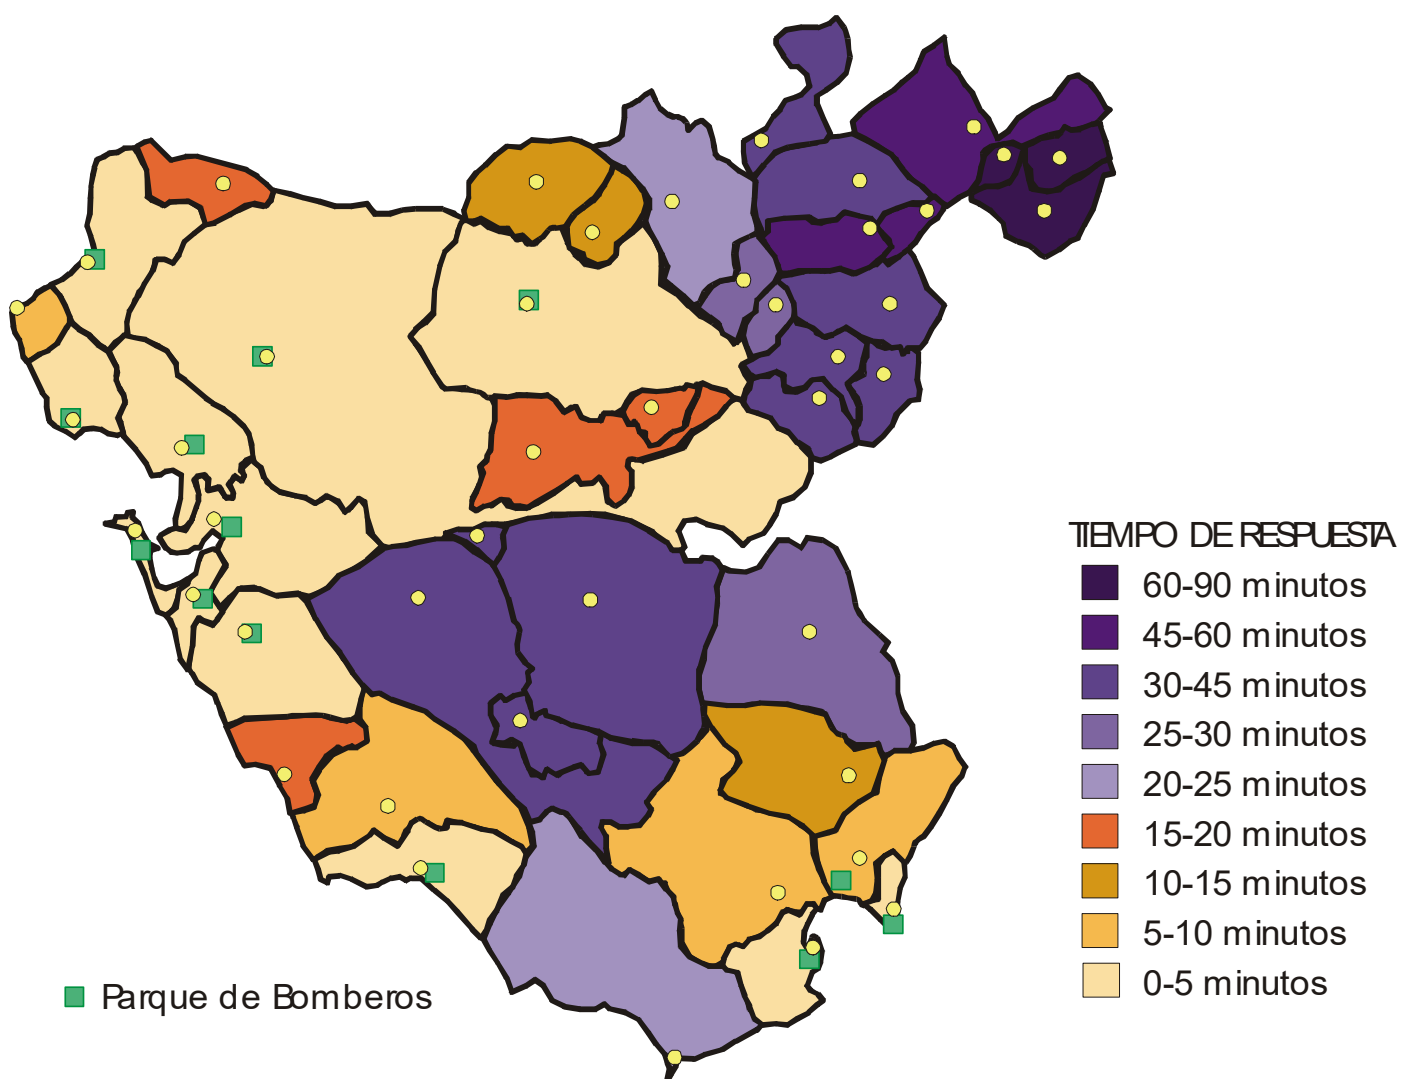 TIEMPO DE RESPUESTA
60-90 minutos
45-60 minutos
30-45 minutos
25-30 minutos
20-25 minutos
15-20 minutos
10-15 minutos
5-10 minutos
0-5 minutos
Parque de Bomberos